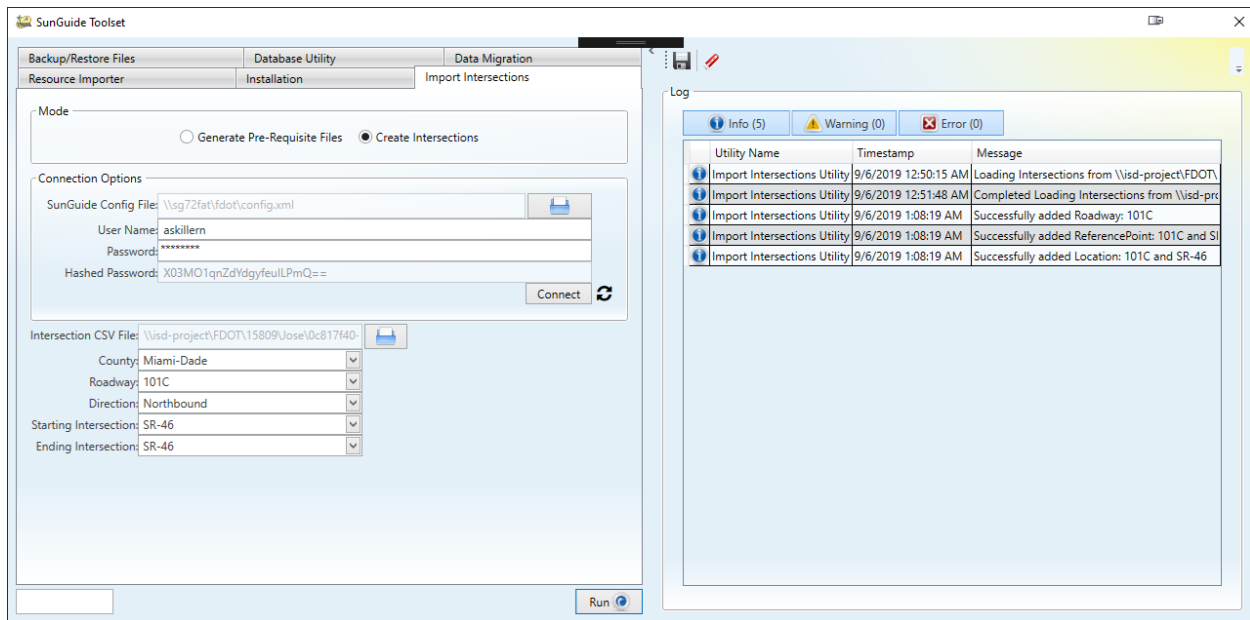 SunGuide Toolset
Backup/Restore Files
Database Utility
Data Migration
Resource Importer
Installation
Import Intersections
Mode
Generate Pre-Requisite Files
Create Intersections
Connection Options
SunGuide Config File: \\sg72fat\fdot\config.xml
User Name: askillern
Password: ********
Hashed Password:
Connect
Intersection CSV File: \\isd-project\FDOT\15809\Jose\0c817f40-
County: Miami-Dade
Roadway: 101C
Direction: Northbound
Starting Intersection: SR-46
Ending Intersection: SR-46
Run
Log
Info (5)
Warning (0)
Error (0)
Utility Name Timestamp Message
Import Intersections Utility 9/6/2019 12:50:15 AM Loading Intersections from \\isd-project\FDOT\
Import Intersections Utility 9/6/2019 12:51:48 AM Completed Loading Intersections from \\isd-pro
Import Intersections Utility 9/6/2019 1:08:19 AM Successfully added Roadway: 101C
Import Intersections Utility 9/6/2019 1:08:19 AM Successfully added ReferencePoint: 101C and SI
Import Intersections Utility 9/6/2019 1:08:19 AM Successfully added Location: 101C and SR-46